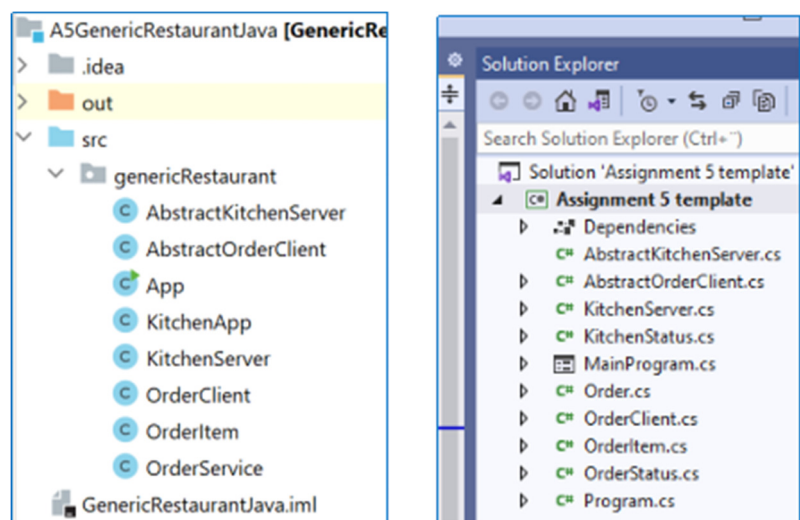 A5GenericRestaurantJava [GenericRe
.idea
out
src
genericRestaurant
C AbstractKitchenServer
C AbstractOrderClient
C App
C KitchenApp
C KitchenServer
C OrderClient
C OrderItem
C OrderService
GenericRestaurantJava.iml
Solution Explorer
Search Solution Explorer (Ctrl+¨)
Solution 'Assignment 5 template'
C# Assignment 5 template
Dependencies
C# AbstractKitchenServer.cs
C# AbstractOrderClient.cs
C# KitchenServer.cs
C# KitchenStatus.cs
MainProgram.cs
C# Order.cs
C# OrderClient.cs
C# OrderItem.cs
C# OrderStatus.cs
C# Program.cs